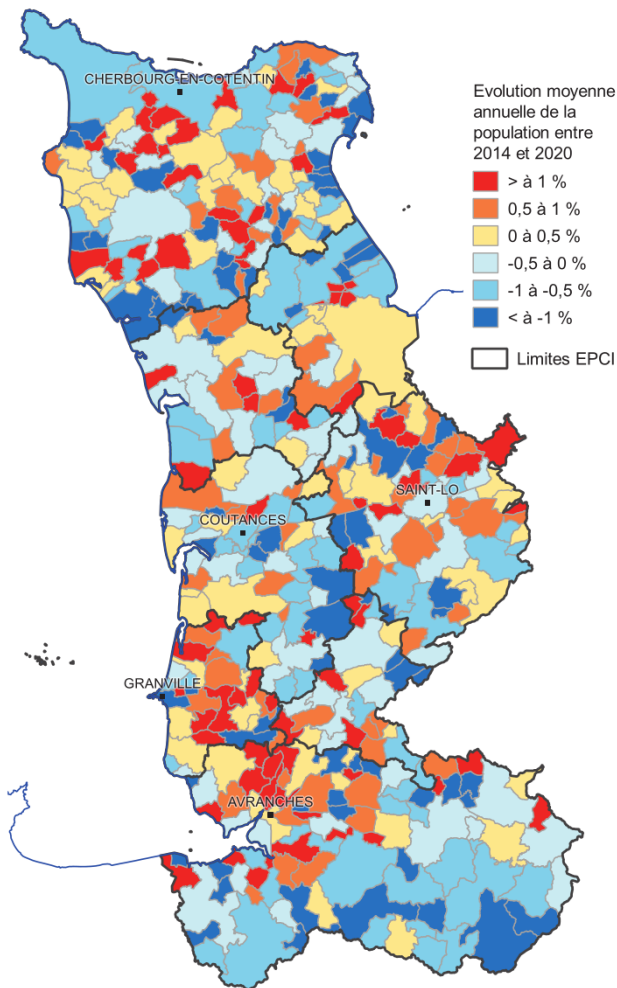 CHERBOURG-EN-COTENTIN
Evolution moyenne
annuelle de la
population entre
2014 et 2020
> à 1 %
0,5 à 1 %
0 à 0,5 %
-0,5 à 0 %
-1 à -0,5 %
< à -1 %
Limites EPCI
SAINT-LO
COUTANCES
GRANVILLE
AVRANCHES